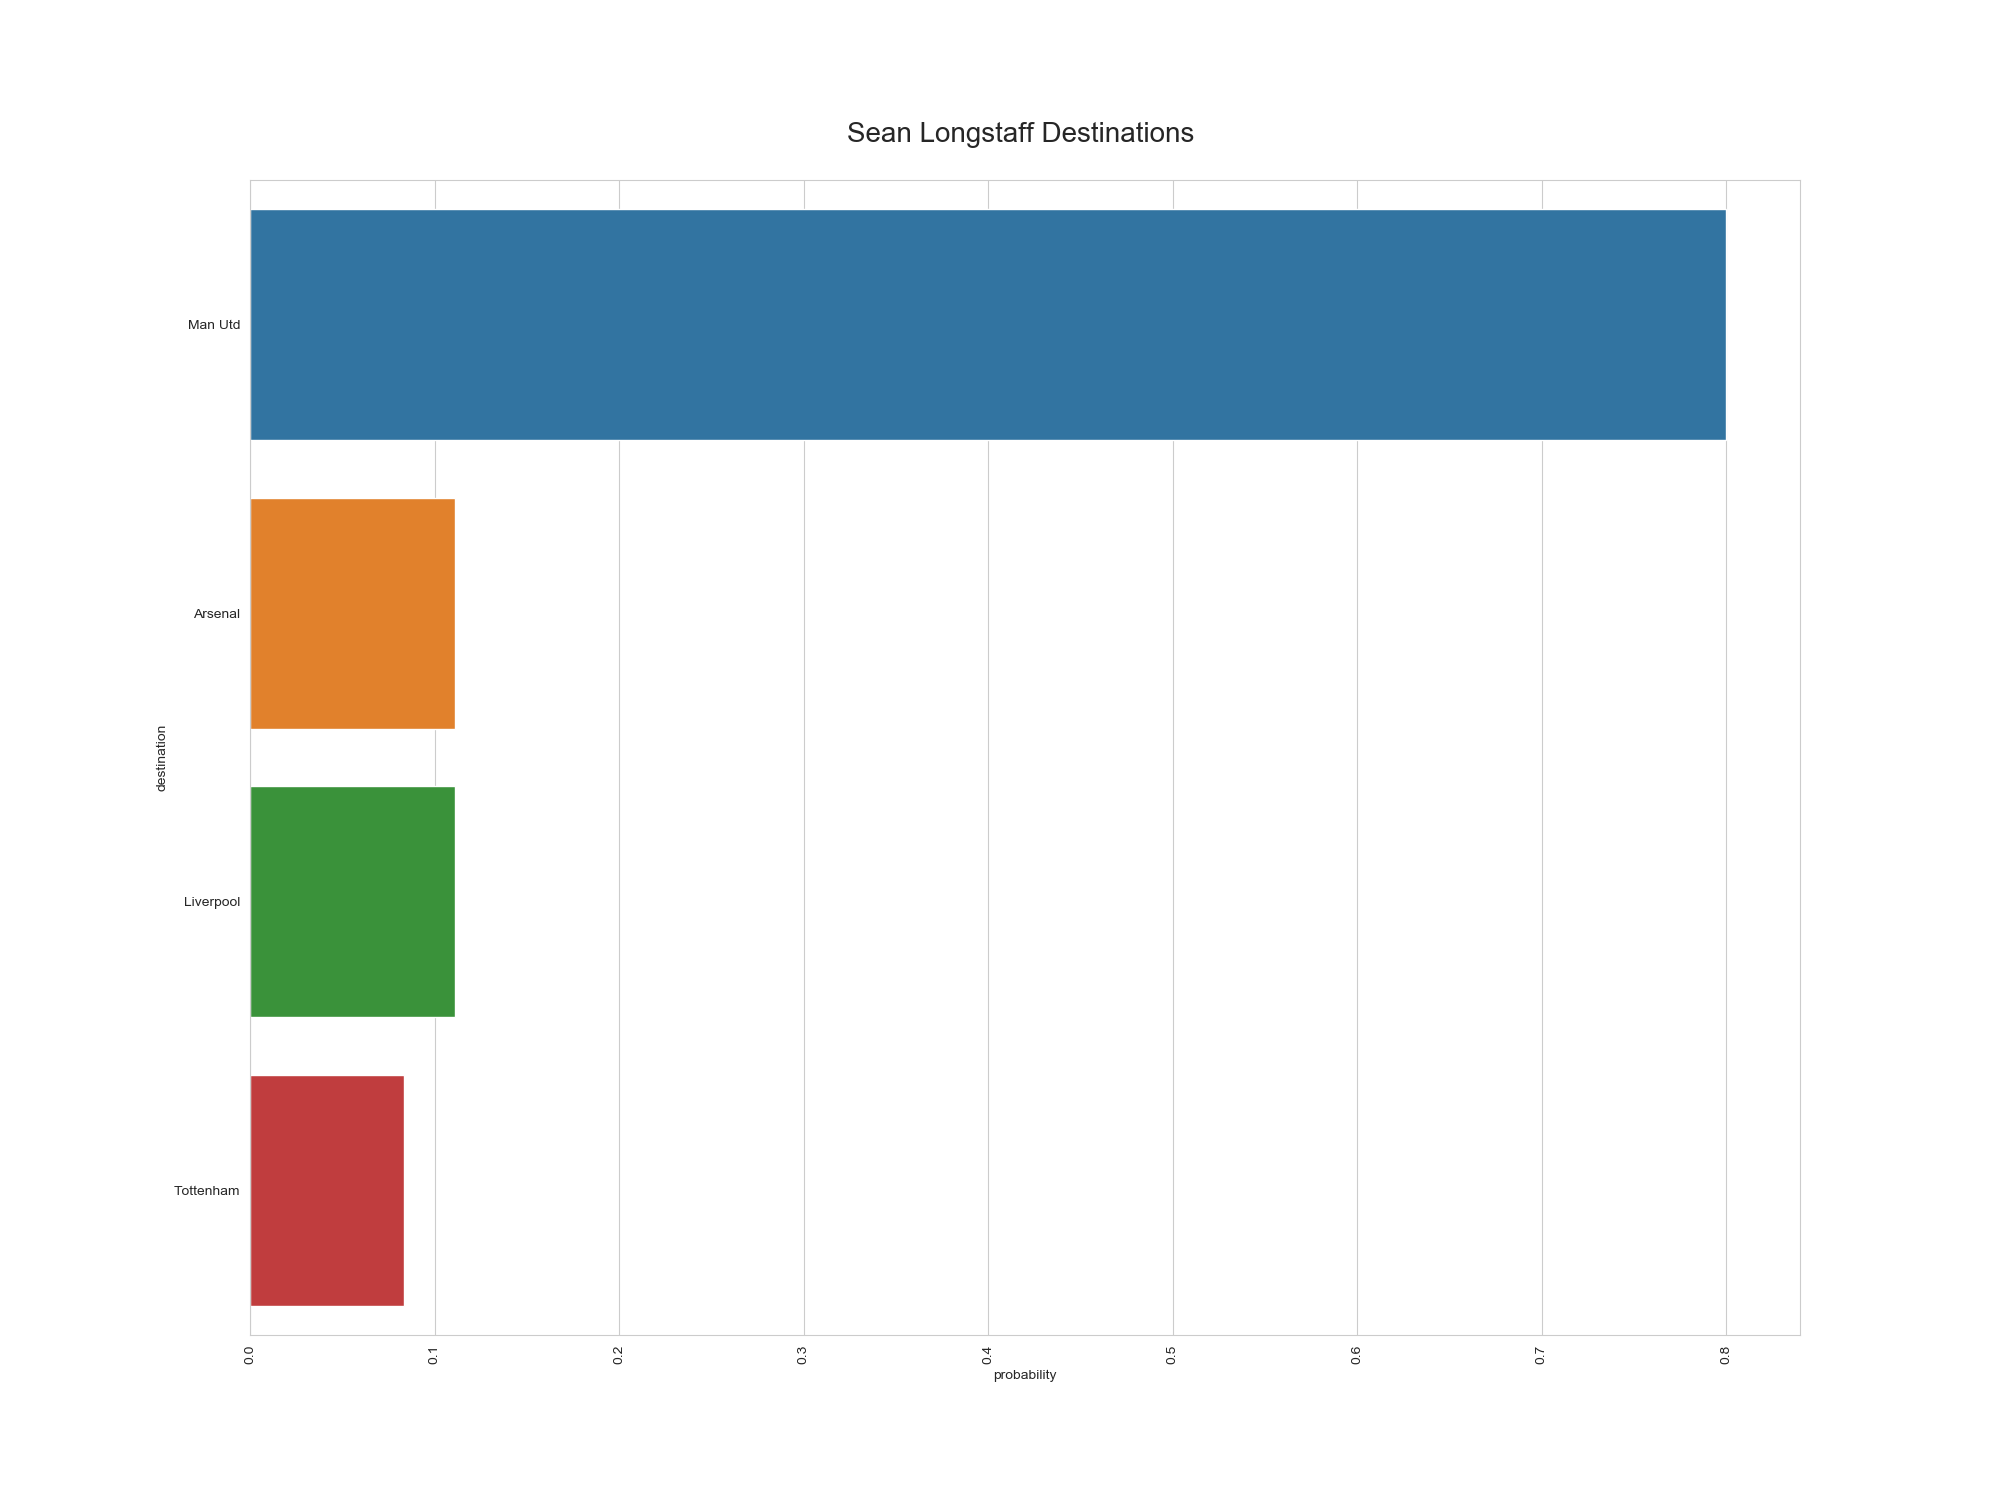 Sean Longstaff Destinations
Man Utd
Arsenal
Liverpool
Tottenham
destination
0.0 0.1 0.2 0.3 0.4 0.5 0.6 0.7 0.8
probability